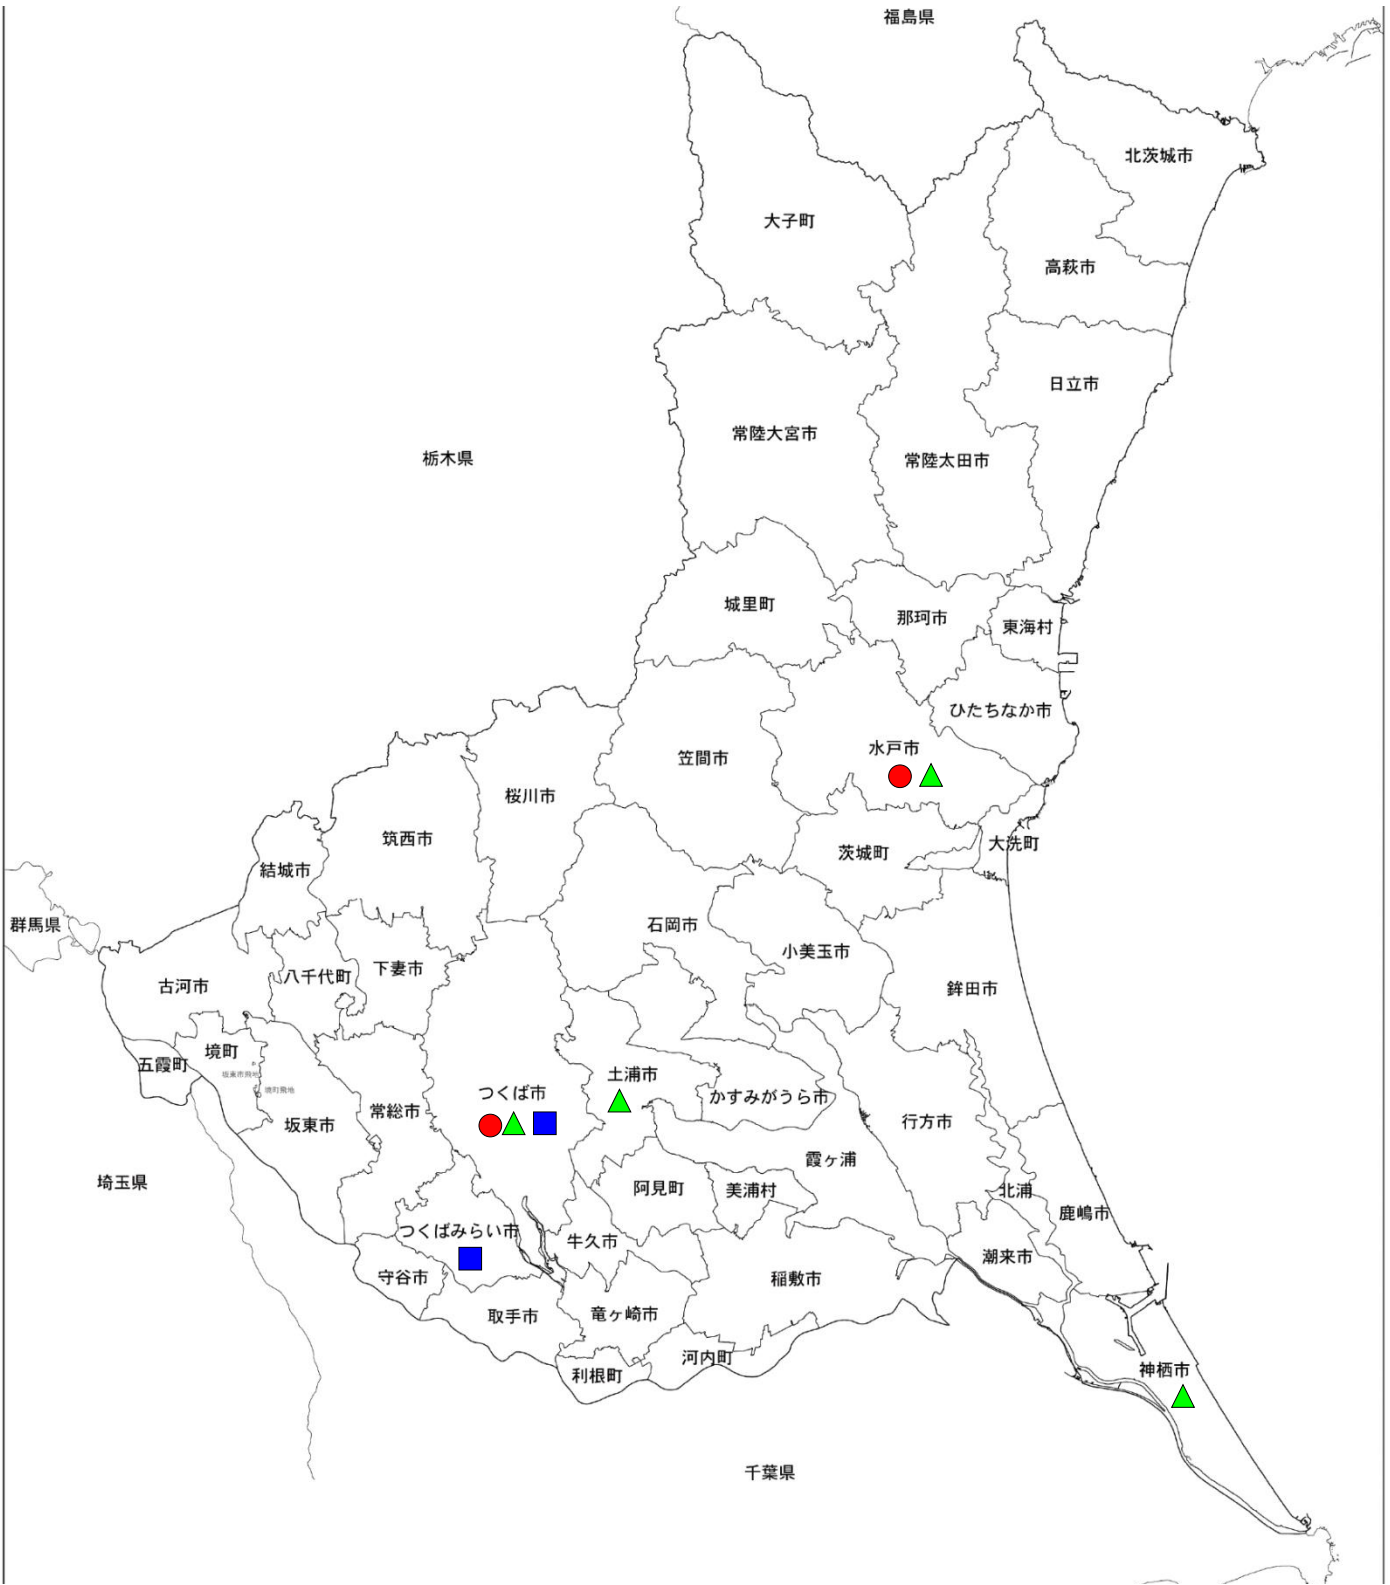 福島県
北茨城市
大子町
高萩市
日立市
常陸大宮市
栃木県
常陸太田市
城里町
那珂市
東海村
ひたちなか市
水戸市
笠間市
桜川市
筑西市
大洗町
茨城町
結城市
群馬県
石岡市
小美玉市
下妻市
八千代町
古河市
鉾田市
境町
五霞町
坂東市飛地
境町飛地
土浦市
つくば市
かすみがうら市
常総市
坂東市
行方市
霞ヶ浦
埼玉県
阿見町
美浦村
北浦
鹿嶋市
つくばみらい市
牛久市
潮来市
守谷市
稲敷市
取手市
竜ヶ崎市
河内町
利根町
神栖市
千葉県